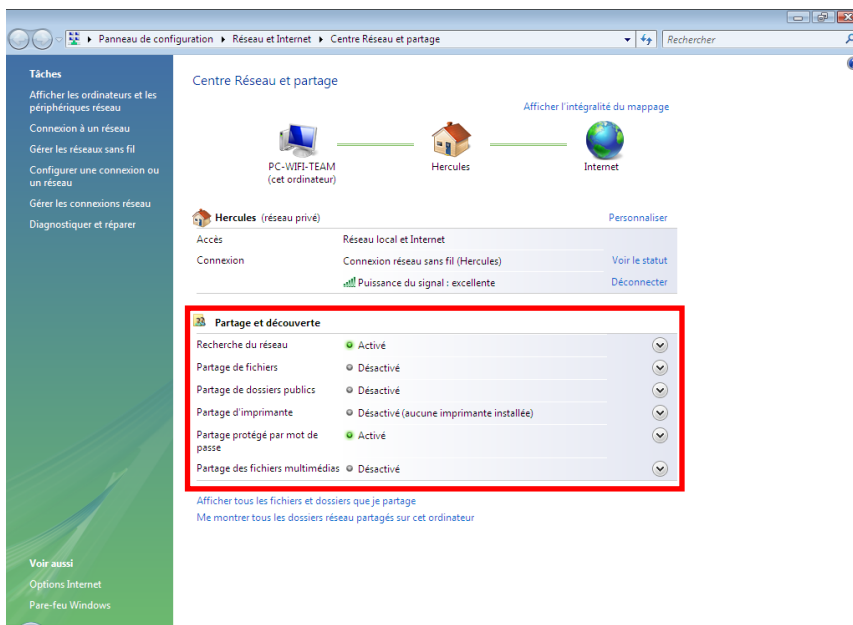 Panneau de configuration ▸ Réseau et Internet ▸ Centre Réseau et partage
Rechercher
Tâches
Afficher les ordinateurs et les
périphériques réseau
Connexion à un réseau
Gérer les réseaux sans fil
Configurer une connexion ou
un réseau
Gérer les connexions réseau
Diagnostiquer et réparer
Voir aussi
Options Internet
Pare-feu Windows
Centre Réseau et partage
Afficher l'intégralité du mappage
PC-WIFI-TEAM
(cet ordinateur)
Hercules
Internet
Hercules (réseau privé)
Personnaliser
Accès
Réseau local et Internet
Connexion
Connexion réseau sans fil (Hercules)
Voir le statut
Puissance du signal : excellente
Déconnecter
Partage et découverte
Recherche du réseau
Activé
Partage de fichiers
Désactivé
Partage de dossiers publics
Désactivé
Partage d'imprimante
Désactivé (aucune imprimante installée)
Partage protégé par mot de
passe
Activé
Partage des fichiers multimédias
Désactivé
Afficher tous les fichiers et dossiers que je partage
Me montrer tous les dossiers réseau partagés sur cet ordinateur